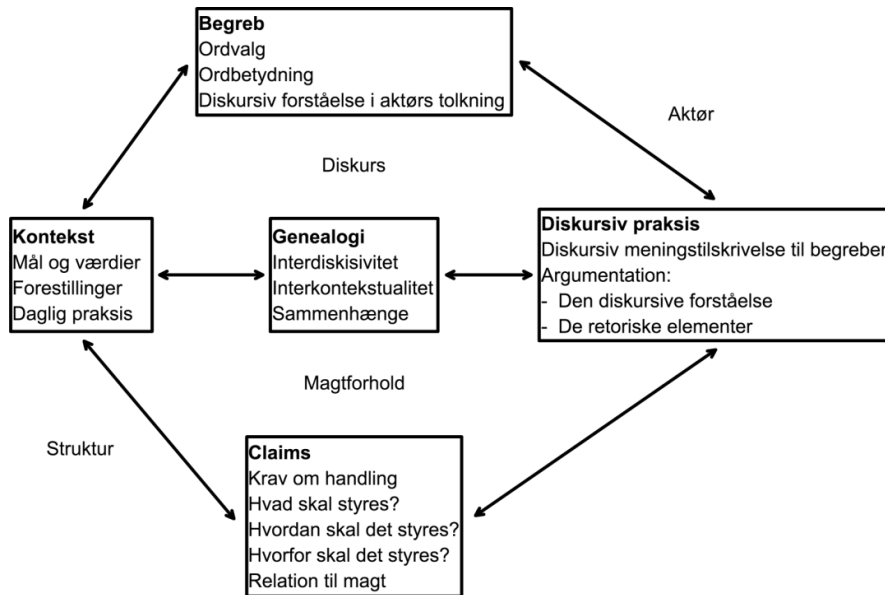 Begreb
Ordvalg
Ordbetydning
Diskursiv forståelse i aktørs tolkning
Aktør
Diskurs
Kontekst
Mål og værdier
Forestillinger
Daglig praksis
Genealogi
Interdiskisivitet
Interkontekstualitet
Sammenhænge
Diskursiv praksis
Diskursiv meningstilskrivelse til begreber
Argumentation:
- Den diskursive forståelse
- De retoriske elementer
Magtforhold
Struktur
Claims
Krav om handling
Hvad skal styres?
Hvordan skal det styres?
Hvorfor skal det styres?
Relation til magt